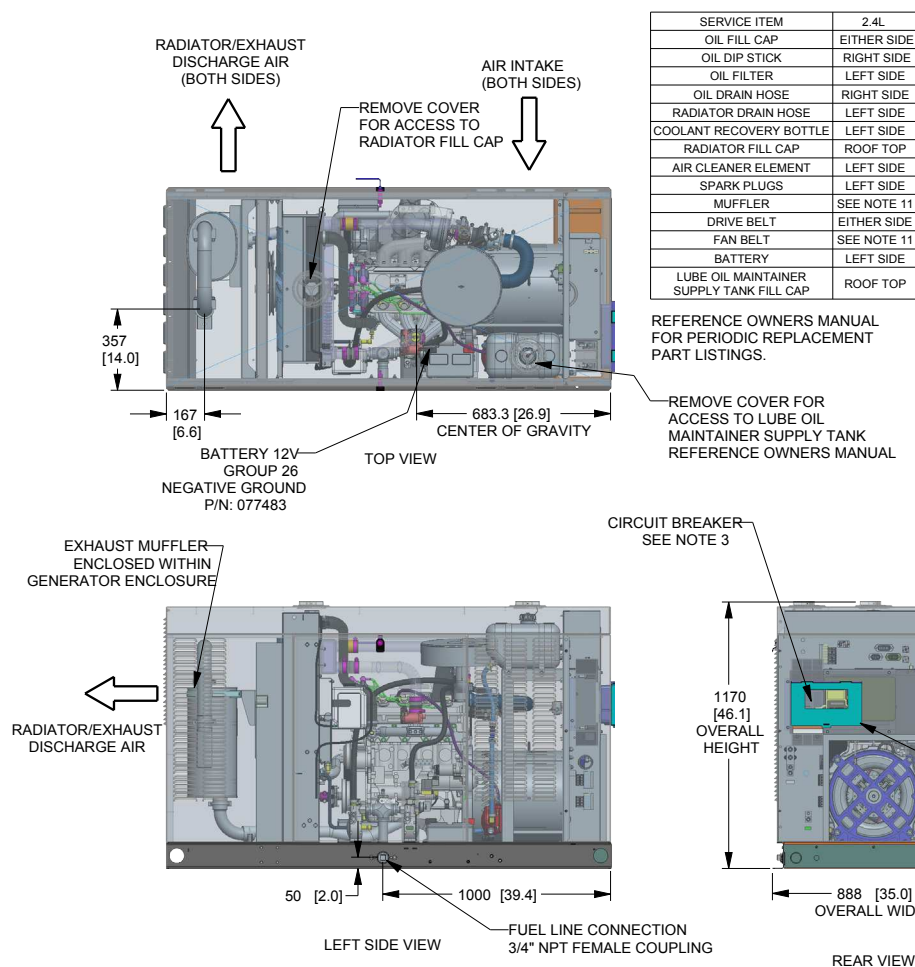 SERVICE ITEM 2.4L
OIL FILL CAP EITHER SIDE
OIL DIP STICK RIGHT SIDE
OIL FILTER LEFT SIDE
OIL DRAIN HOSE RIGHT SIDE
RADIATOR DRAIN HOSE LEFT SIDE
COOLANT RECOVERY BOTTLE LEFT SIDE
RADIATOR FILL CAP ROOF TOP
AIR CLEANER ELEMENT LEFT SIDE
SPARK PLUGS LEFT SIDE
MUFFLER SEE NOTE 11
DRIVE BELT EITHER SIDE
FAN BELT SEE NOTE 11
BATTERY LEFT SIDE
LUBE OIL MAINTAINER
SUPPLY TANK FILL CAP ROOF TOP
REFERENCE OWNERS MANUAL
FOR PERIODIC REPLACEMENT
PART LISTINGS.
RADIATOR/EXHAUST
DISCHARGE AIR
(BOTH SIDES)
AIR INTAKE
(BOTH SIDES)
REMOVE COVER
FOR ACCESS TO
RADIATOR FILL CAP
357
[14.0]
167
[6.6]
683.3 [26.9]
CENTER OF GRAVITY
BATTERY 12V
GROUP 26
NEGATIVE GROUND
P/N: 077483
TOP VIEW
REMOVE COVER FOR
ACCESS TO LUBE OIL
MAINTAINER SUPPLY TANK
REFERENCE OWNERS MANUAL
EXHAUST MUFFLER
ENCLOSED WITHIN
GENERATOR ENCLOSURE
CIRCUIT BREAKER
SEE NOTE 3
RADIATOR/EXHAUST
DISCHARGE AIR
1170
[46.1]
OVERALL
HEIGHT
50 [2.0]
1000 [39.4]
888 [35.0]
OVERALL WID
LEFT SIDE VIEW
FUEL LINE CONNECTION
3/4" NPT FEMALE COUPLING
REAR VIEW